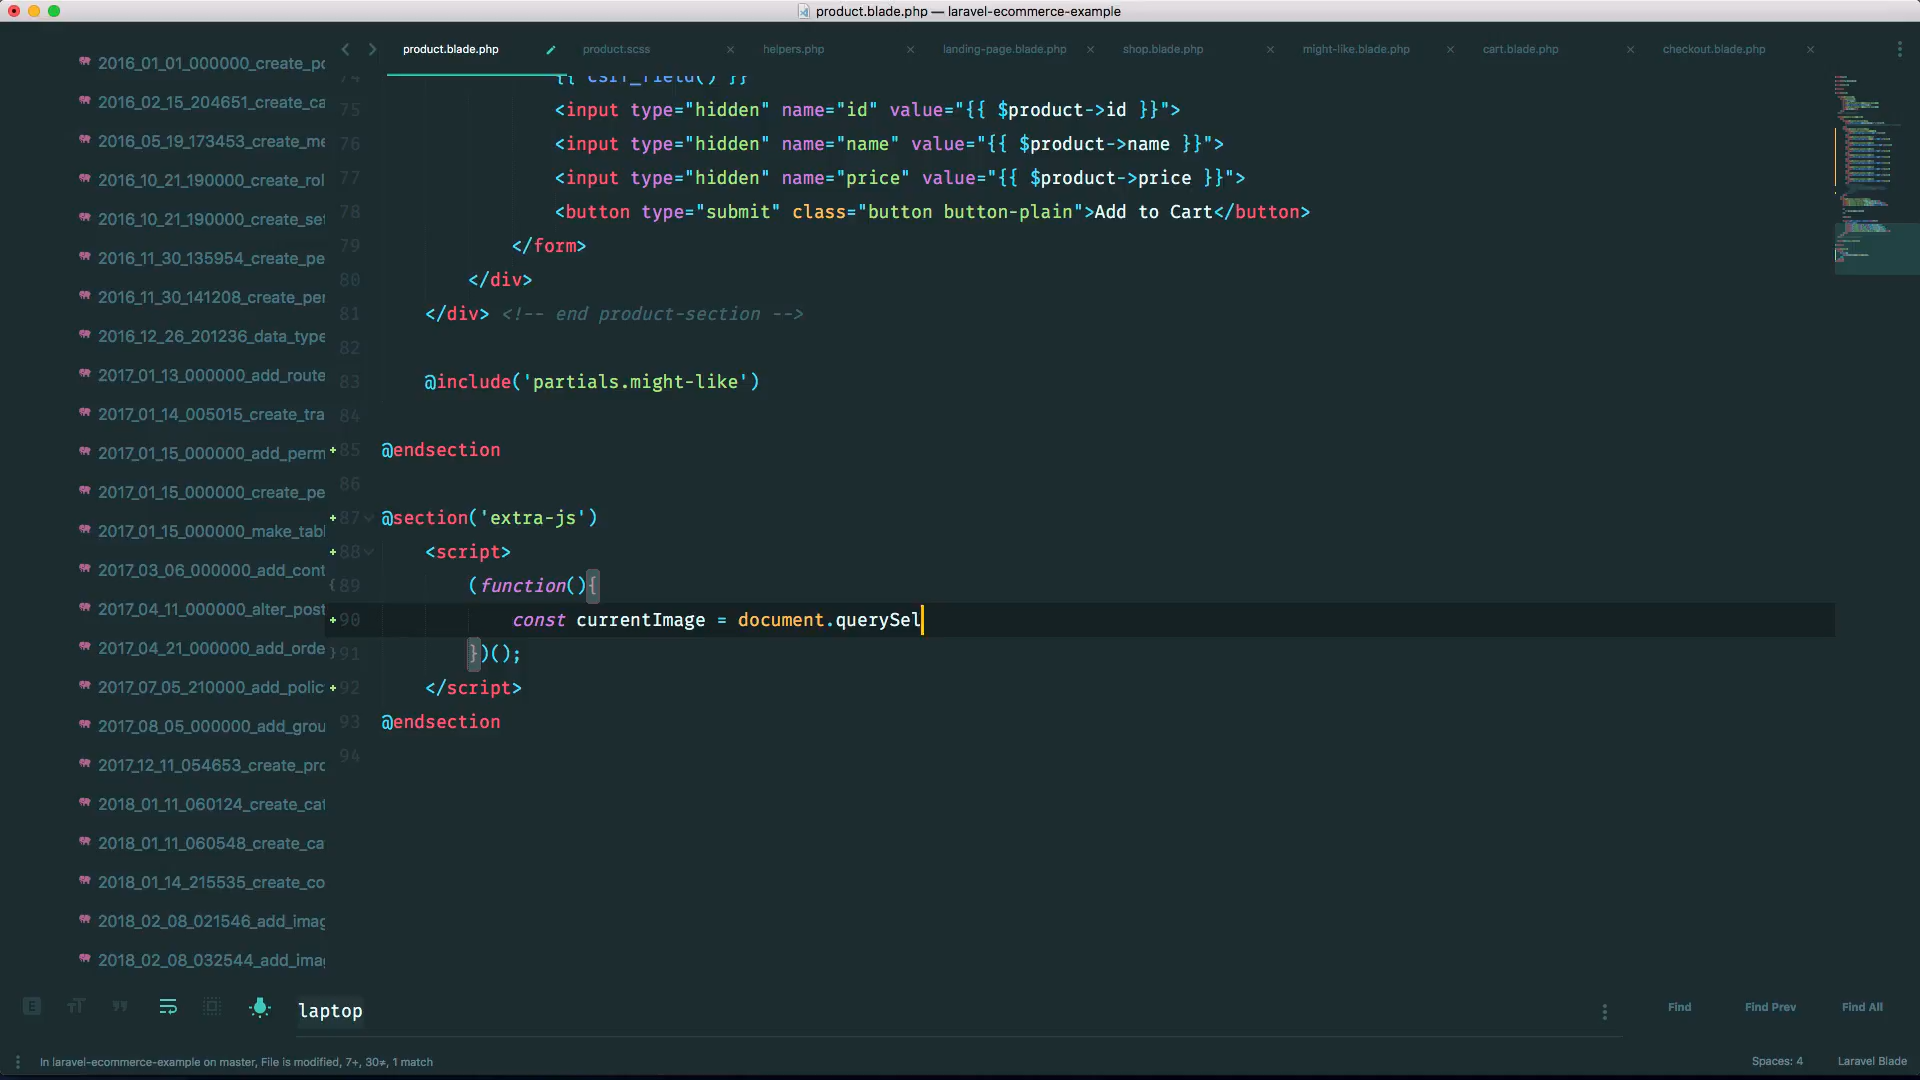 product.blade.php — laravel-ecommerce-example
product.blade.php
product.scss
helpers.php
landing-page.blade.php
shop.blade.php
might-like.blade.php
cart.blade.php
checkout.blade.php
2016_01_01_000000_create_po
2016_02_15_204651_create_ca
2016_05_19_173453_create_me
2016_10_21_190000_create_rol
2016_10_21_190000_create_set
2016_11_30_135954_create_pe
2016_11_30_141208_create_per
2016_12_26_201236_data_type
2017_01_13_000000_add_route
2017_01_14_005015_create_tra
2017_01_15_000000_add_perm
2017_01_15_000000_create_pe
2017_01_15_000000_make_tabl
2017_03_06_000000_add_cont
2017_04_11_000000_alter_post
2017_04_21_000000_add_orde
2017_07_05_210000_add_polic
2017_08_05_000000_add_grou
2017_12_11_054653_create_pro
2018_01_11_060124_create_cat
2018_01_11_060548_create_ca
2018_01_14_215535_create_co
2018_02_08_021546_add_imag
2018_02_08_032544_add_ima
74 {{ csrf_field() }}
75 <input type="hidden" name="id" value="{{ $product->id }}">
76 <input type="hidden" name="name" value="{{ $product->name }}">
77 <input type="hidden" name="price" value="{{ $product->price }}">
78 <button type="submit" class="button button-plain">Add to Cart</button>
79 </form>
80 </div>
81 </div> <!-- end product-section -->
82
83 @include('partials.might-like')
84
85 @endsection
86
87 @section('extra-js')
88 <script>
89 (function(){
90 const currentImage = document.querySel
91 })();
92 </script>
93 @endsection
94
laptop
Find
Find Prev
Find All
In laravel-ecommerce-example on master, File is modified, 7+, 30≠, 1 match
Spaces: 4
Laravel Blade